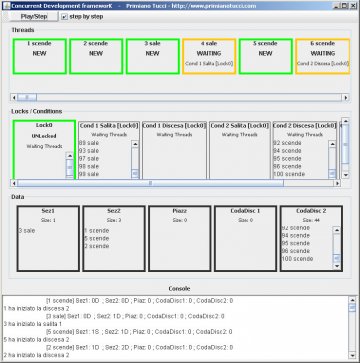 Concurrent Development frameworK - Primiano Tucci - http://www.primianotucci.com
Play/Step step by step
Threads
1 scende
NEW
2 scende
NEW
3 sale
NEW
4 sale
WAITING
Cond 1 Salita [Lock0]
5 scende
NEW
6 scende
WAITING
Cond 2 Discesa [Lock0]
Locks / Conditions
Lock0
UNLocked
Waiting Threads
Cond 1 Salita [Lock0]
Waiting Threads
89 sale
93 sale
97 sale
98 sale
99 sale
Cond 1 Discesa [Lock0]
Waiting Threads
Cond 2 Salita [Lock0]
Waiting Threads
Cond 2 Discesa [Lock0]
Waiting Threads
92 scende
94 scende
95 scende
96 scende
100 scende
Data
Sez1
Size: 1
3 sale
Sez2
Size: 3
1 scende
5 scende
2 scende
Piazz
Size: 0
CodaDisc 1
Size: 0
CodaDisc 2
Size: 44
92 scende
94 scende
95 scende
96 scende
100 scende
Console
[1 scende] Sez1: 0D ; Sez2: 0D ; Piaz: 0 ; CodaDisc1: 0 ; CodaDisc2: 0
1 ha iniziato la discesa 2
[3 sale] Sez1: 0D ; Sez2: 1D ; Piaz: 0 ; CodaDisc1: 0 ; CodaDisc2: 0
3 ha iniziato la salita 1
[5 scende] Sez1: 1S ; Sez2: 1D ; Piaz: 0 ; CodaDisc1: 0 ; CodaDisc2: 0
5 ha iniziato la discesa 2
[2 scende] Sez1: 1D ; Sez2: 2D ; Piaz: 0 ; CodaDisc1: 0 ; CodaDisc2: 0
2 ha iniziato la discesa 2